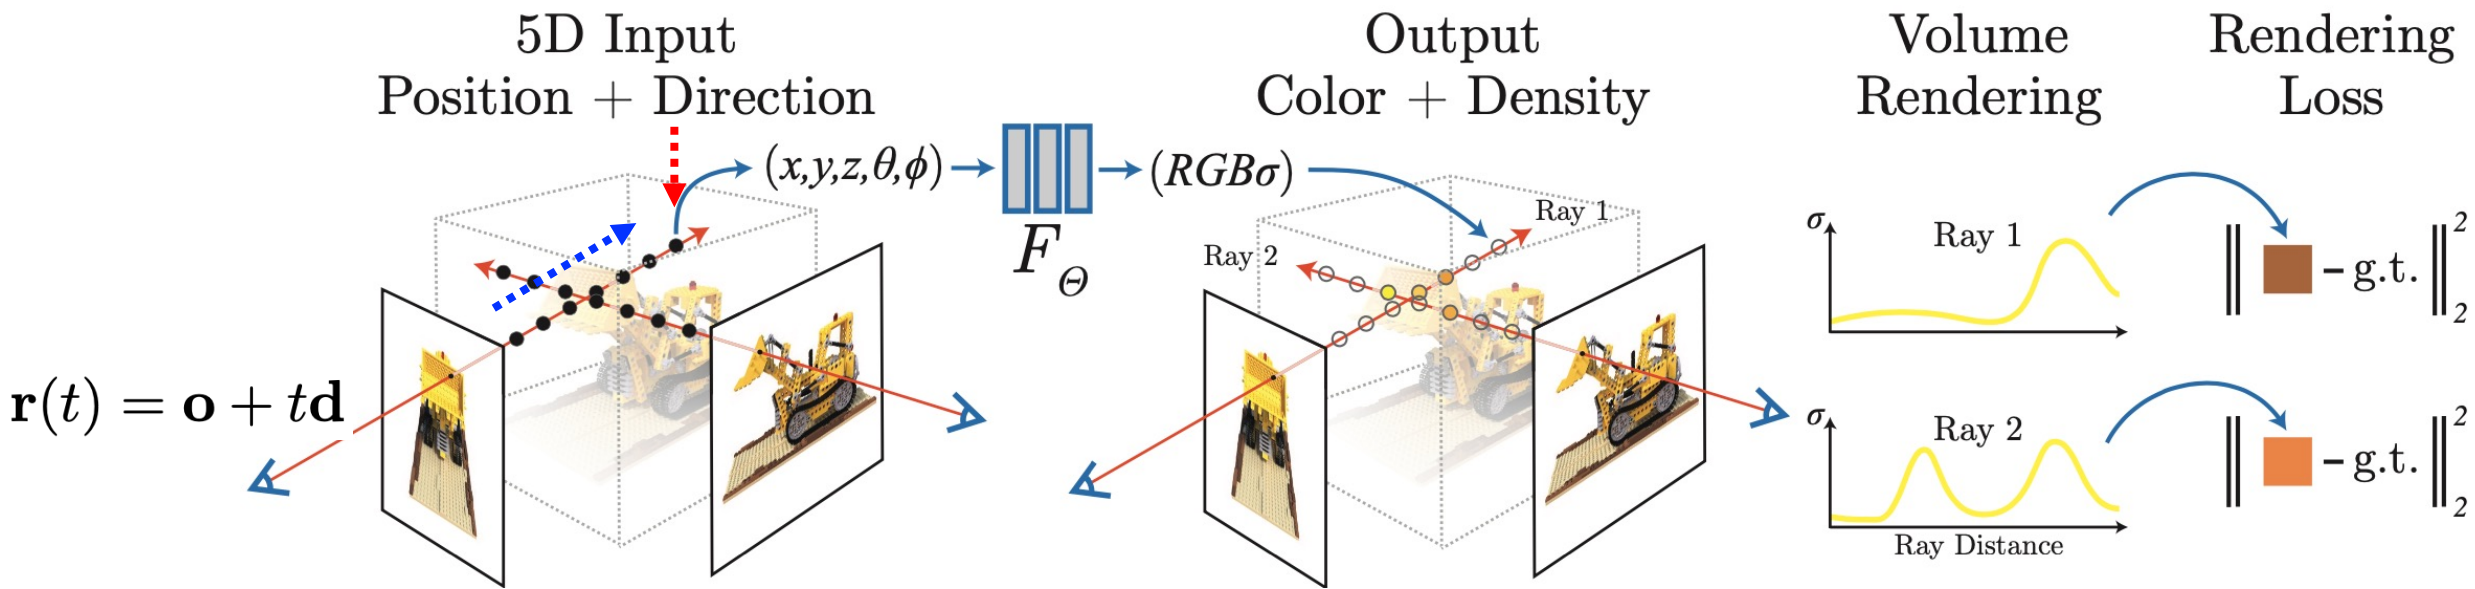 5D Input
Position + Direction
Output
Color + Density
Volume
Rendering
Rendering
Loss
(x,y,z,θ,ϕ)
F_Θ
(RGBσ)
r(t) = o + td
Ray 1
Ray 2
σ
Ray 1
σ
Ray 2
Ray Distance
‖ − g.t. ‖²₂
‖ − g.t. ‖²₂